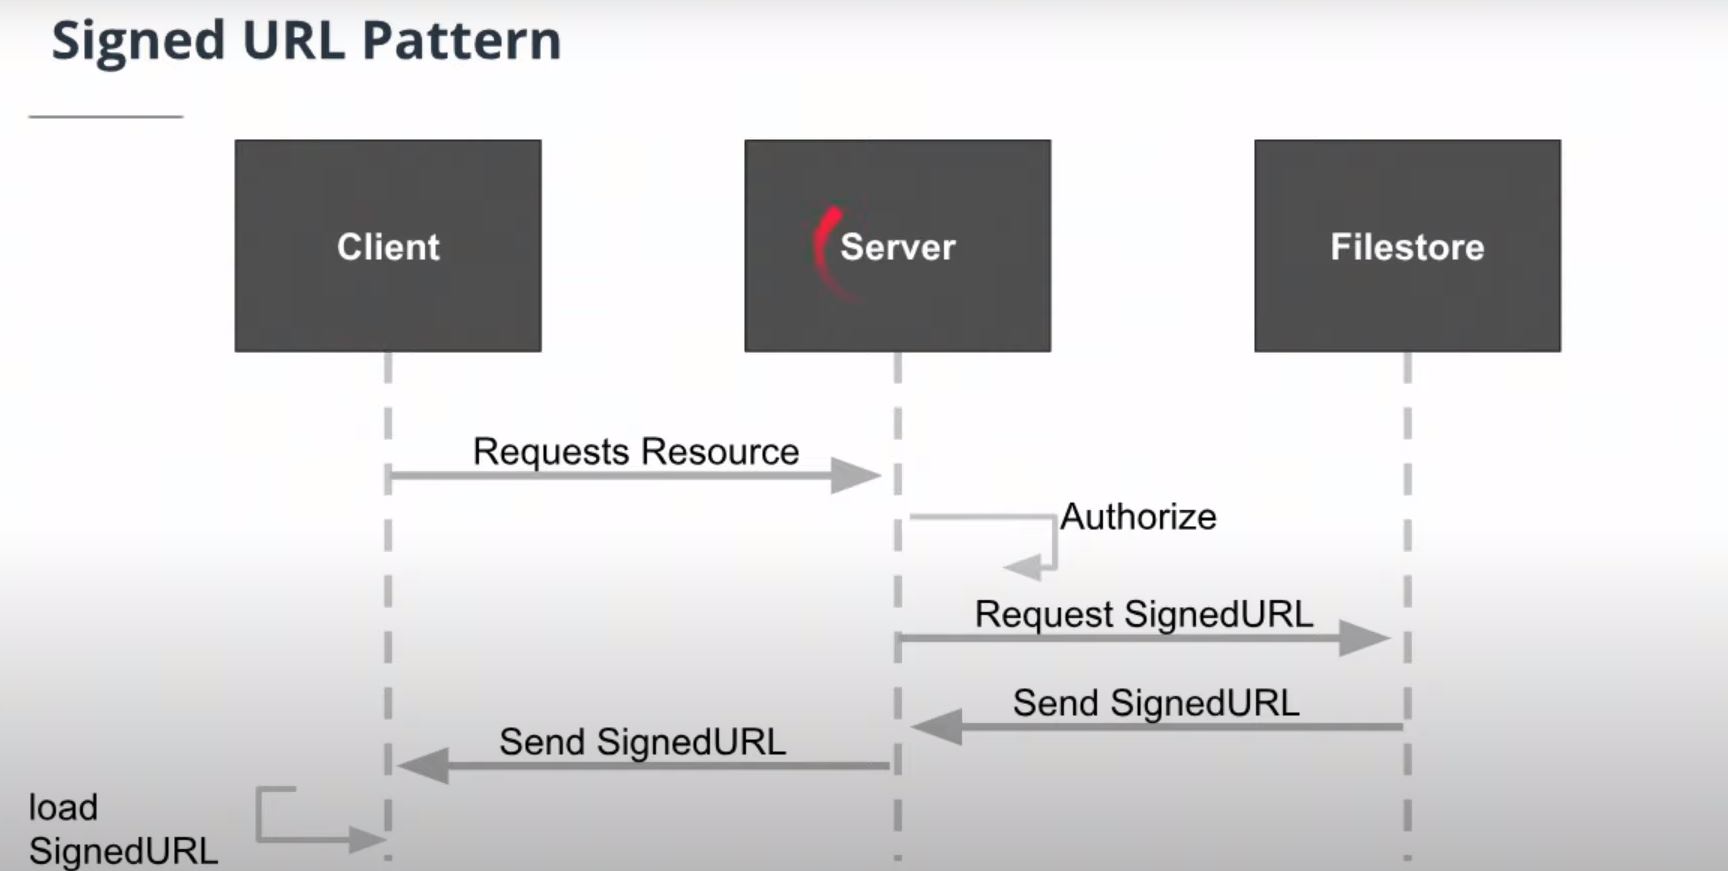 Signed URL Pattern
Client
Server
Filestore
Requests Resource
Authorize
Request SignedURL
Send SignedURL
Send SignedURL
load
SignedURL